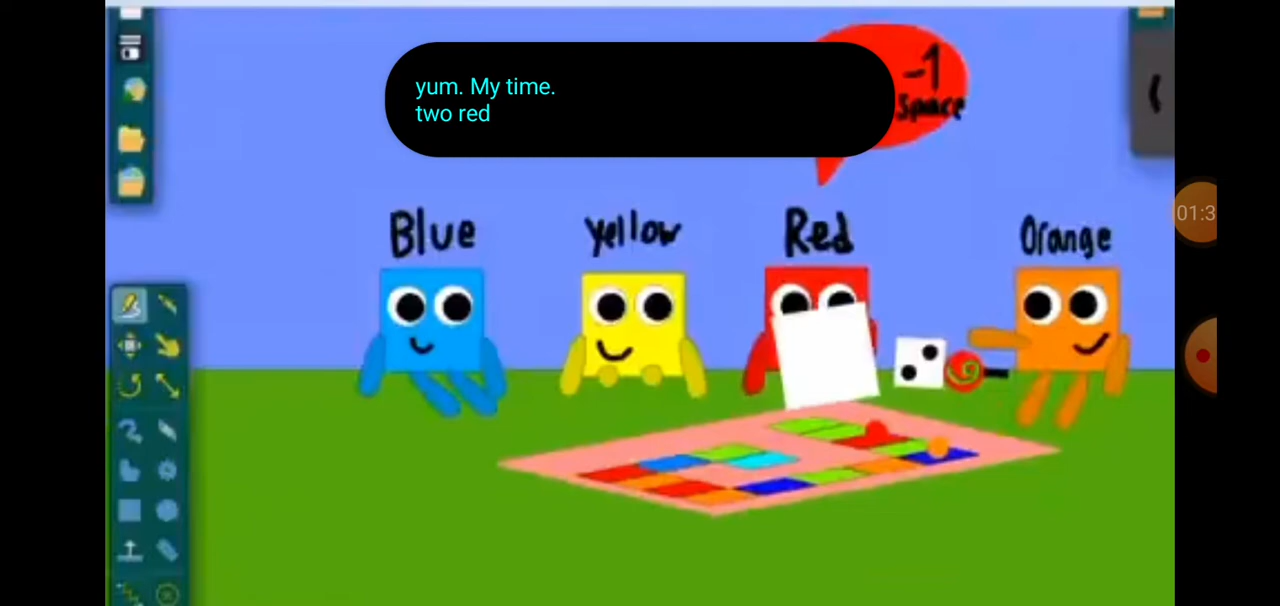 yum. My time.
two red
-1
Space
Blue
Yellow
Red
Orange
01:3